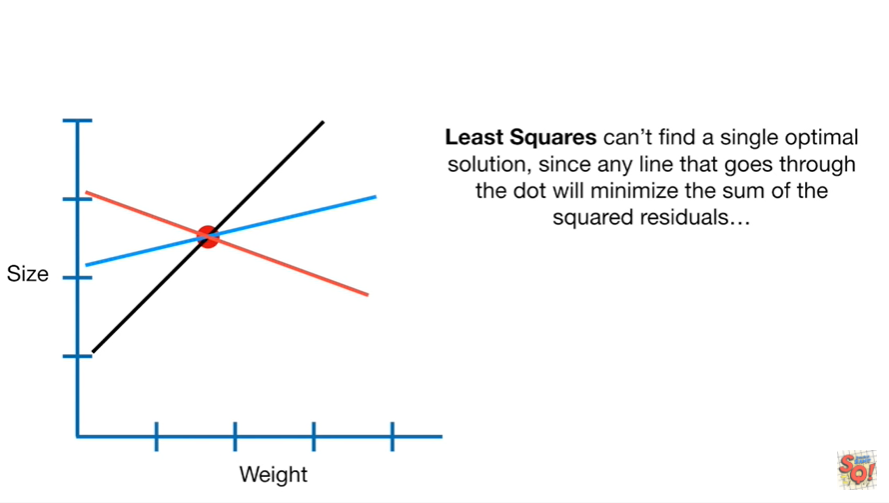 Least Squares can’t find a single optimal
solution, since any line that goes through
the dot will minimize the sum of the
squared residuals…
Size
Weight
SQ!